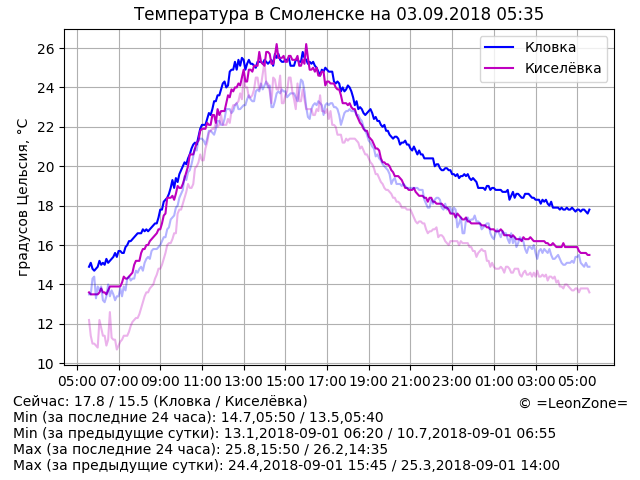 Температура в Смоленске на 03.09.2018 05:35
градусов Цельсия, °C
26
24
22
20
18
16
14
12
10
Кловка
Киселёвка
05:00 07:00 09:00 11:00 13:00 15:00 17:00 19:00 21:00 23:00 01:00 03:00 05:00
Сейчас: 17.8 / 15.5 (Кловка / Киселёвка)
© =LeonZone=
Min (за последние 24 часа): 14.7,05:50 / 13.5,05:40
Min (за предыдущие сутки): 13.1,2018-09-01 06:20 / 10.7,2018-09-01 06:55
Max (за последние 24 часа): 25.8,15:50 / 26.2,14:35
Max (за предыдущие сутки): 24.4,2018-09-01 15:45 / 25.3,2018-09-01 14:00